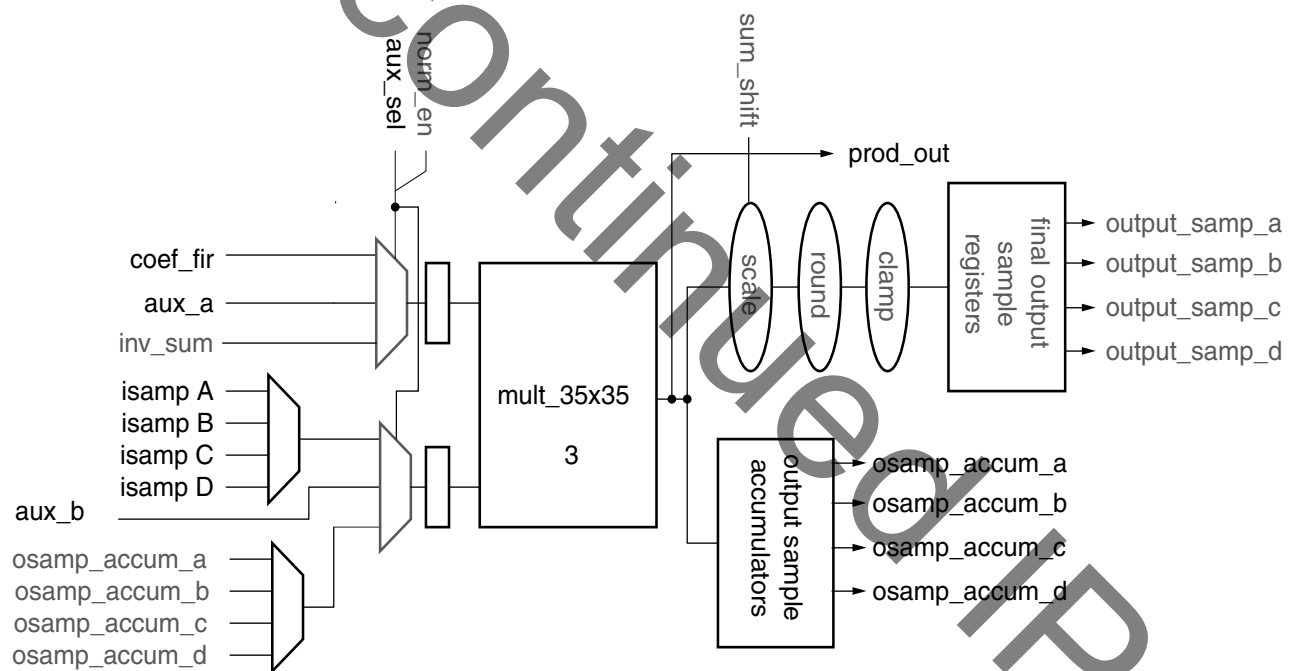 norm_en
aux_sel
sum_shift
prod_out
coef_fir
aux_a
inv_sum
isamp A
isamp B
isamp C
isamp D
aux_b
osamp_accum_a
osamp_accum_b
osamp_accum_c
osamp_accum_d
mult_35x35
3
scale
round
clamp
final output
sample
registers
output_samp_a
output_samp_b
output_samp_c
output_samp_d
output sample
accumulators
osamp_accum_a
osamp_accum_b
osamp_accum_c
osamp_accum_d
continued IP